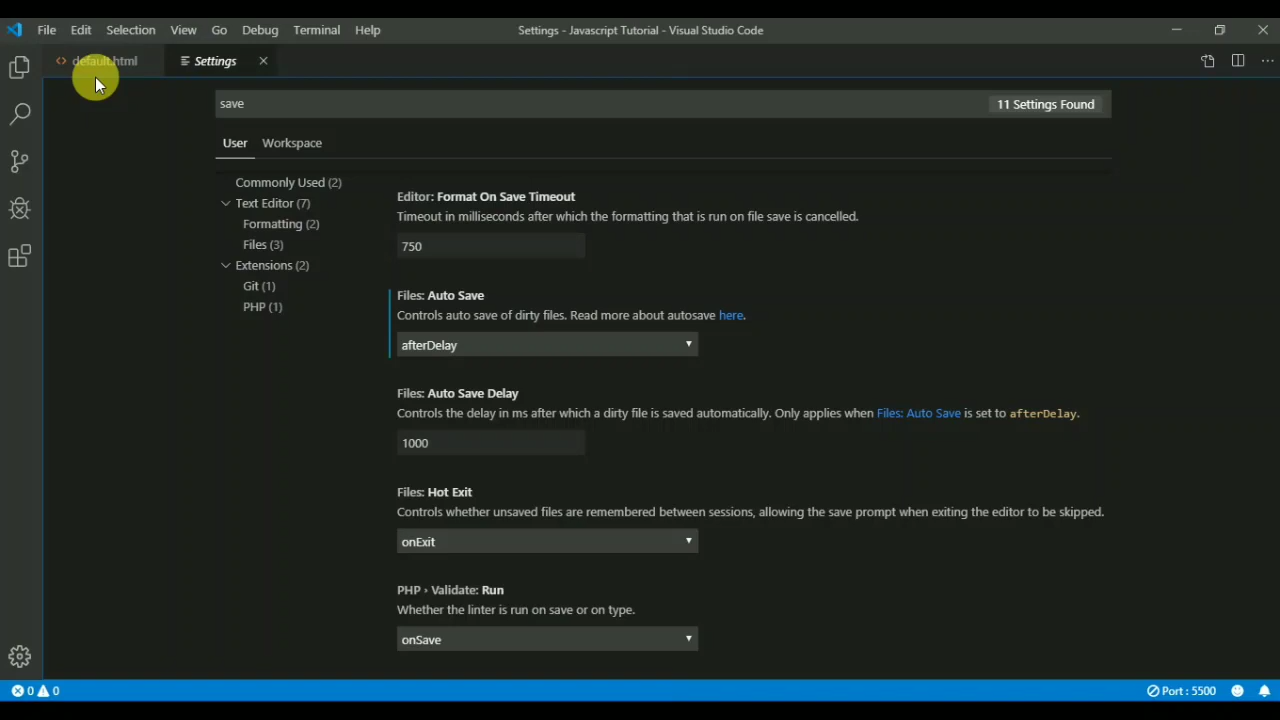 File Edit Selection View Go Debug Terminal Help
Settings - Javascript Tutorial - Visual Studio Code
default.html
Settings
save
11 Settings Found
User Workspace
Commonly Used (2)
Text Editor (7)
Formatting (2)
Files (3)
Extensions (2)
Git (1)
PHP (1)
Editor: Format On Save Timeout
Timeout in milliseconds after which the formatting that is run on file save is cancelled.
750
Files: Auto Save
Controls auto save of dirty files. Read more about autosave here.
afterDelay
Files: Auto Save Delay
Controls the delay in ms after which a dirty file is saved automatically. Only applies when Files: Auto Save is set to afterDelay.
1000
Files: Hot Exit
Controls whether unsaved files are remembered between sessions, allowing the save prompt when exiting the editor to be skipped.
onExit
PHP › Validate: Run
Whether the linter is run on save or on type.
onSave
0 0
Port : 5500